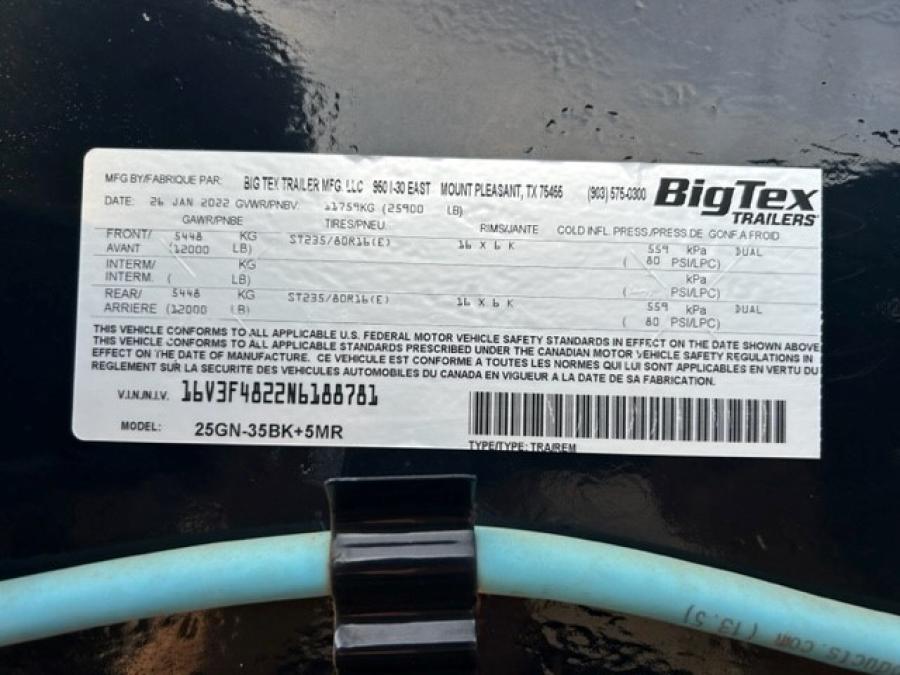 MFG BY/FABRIQUE PAR: BIG TEX TRAILER MFG. LLC 950 I-30 EAST MOUNT PLEASANT, TX 75455 (903) 575-0300 BigTex TRAILERS
DATE: 26 JAN 2022 GVWR/PNBV: 11759KG (25900 LB)
GAWR/PNBE TIRES/PNEU. RIMS/JANTE COLD INFL. PRESS/PRESS.DE GONF.A FROID
FRONT/ 5448 KG ST235/80R16(E) 16 X 6 K 559 kPa DUAL
AVANT (12000 LB) ( 80 PSI/LPC)
INTERM/ KG kPa
INTERM. ( LB) ( PSI/LPC)
REAR/ 5448 KG ST235/80R16(E) 16 X 6 K 559 kPa DUAL
ARRIERE (12000 LB) ( 80 PSI/LPC)
THIS VEHICLE CONFORMS TO ALL APPLICABLE U.S. FEDERAL MOTOR VEHICLE SAFETY STANDARDS IN EFFECT ON THE DATE SHOWN ABOVE
THIS VEHICLE CONFORMS TO ALL APPLICABLE STANDARDS PRESCRIBED UNDER THE CANADIAN MOTOR VEHICLE SAFETY REGULATIONS IN
EFFECT ON THE DATE OF MANUFACTURE. CE VEHICULE EST CONFORME A TOUTES LES NORMES QUI LUI SONT APPLICABLES EN VERTU DU
REGLEMENT SUR LA SECURITE DES VEHICULES AUTOMOBILES DU CANADA EN VIGUEUR A LA DATE DE SA FABRICATION.
V.I.N./N.I.V. 16V3F4822N6188781
MODEL: 25GN-35BK+5MR
TYPE/TYPE: TRA/REM
oducts.com (13.5)